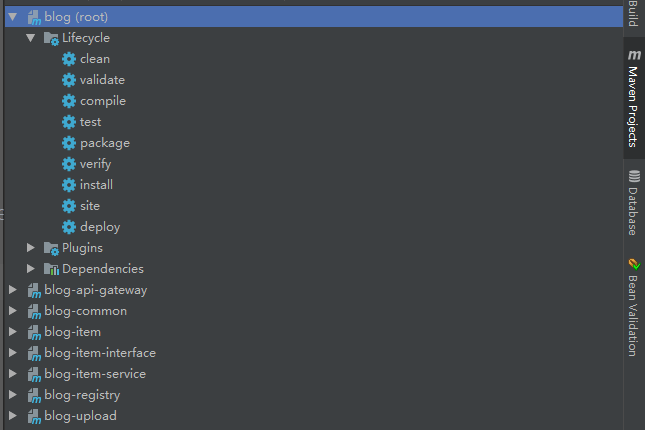 blog (root)
Lifecycle
clean
validate
compile
test
package
verify
install
site
deploy
Plugins
Dependencies
blog-api-gateway
blog-common
blog-item
blog-item-interface
blog-item-service
blog-registry
blog-upload
Build
Maven Projects
Database
Bean Validation